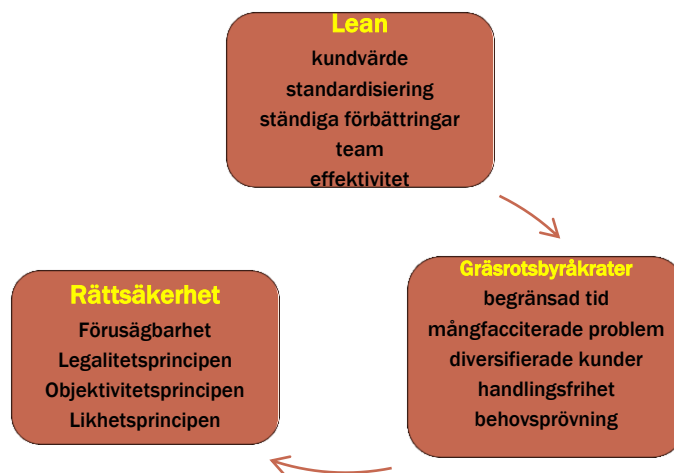 Lean
kundvärde
standardisiering
ständiga förbättringar
team
effektivitet
Gräsrotsbyråkrater
begränsad tid
mångfacciterade problem
diversifierade kunder
handlingsfrihet
behovsprövning
Rättsäkerhet
Förusägbarhet
Legalitetsprincipen
Objektivitetsprincipen
Likhetsprincipen